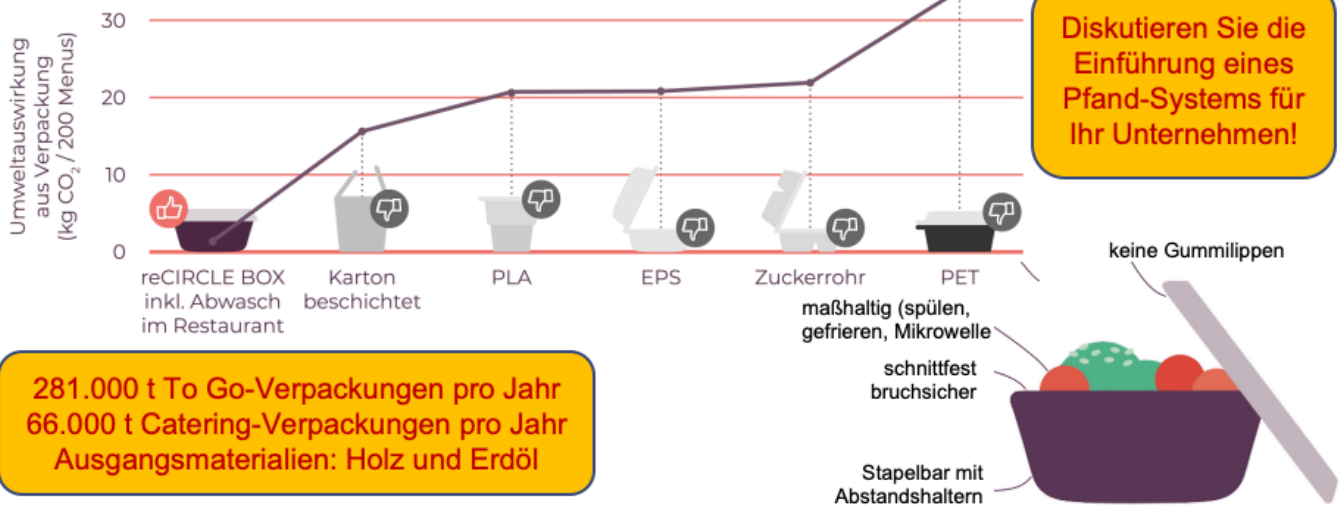 Umweltauswirkung
aus Verpackung
(kg CO₂ / 200 Menus)
30
20
10
0
reCIRCLE BOX
inkl. Abwasch
im Restaurant
Karton
beschichtet
PLA
EPS
Zuckerrohr
PET
Diskutieren Sie die
Einführung eines
Pfand-Systems für
Ihr Unternehmen!
keine Gummilippen
maßhaltig (spülen,
gefrieren, Mikrowelle
schnittfest
bruchsicher
Stapelbar mit
Abstandshaltern
281.000 t To Go-Verpackungen pro Jahr
66.000 t Catering-Verpackungen pro Jahr
Ausgangsmaterialien: Holz und Erdöl